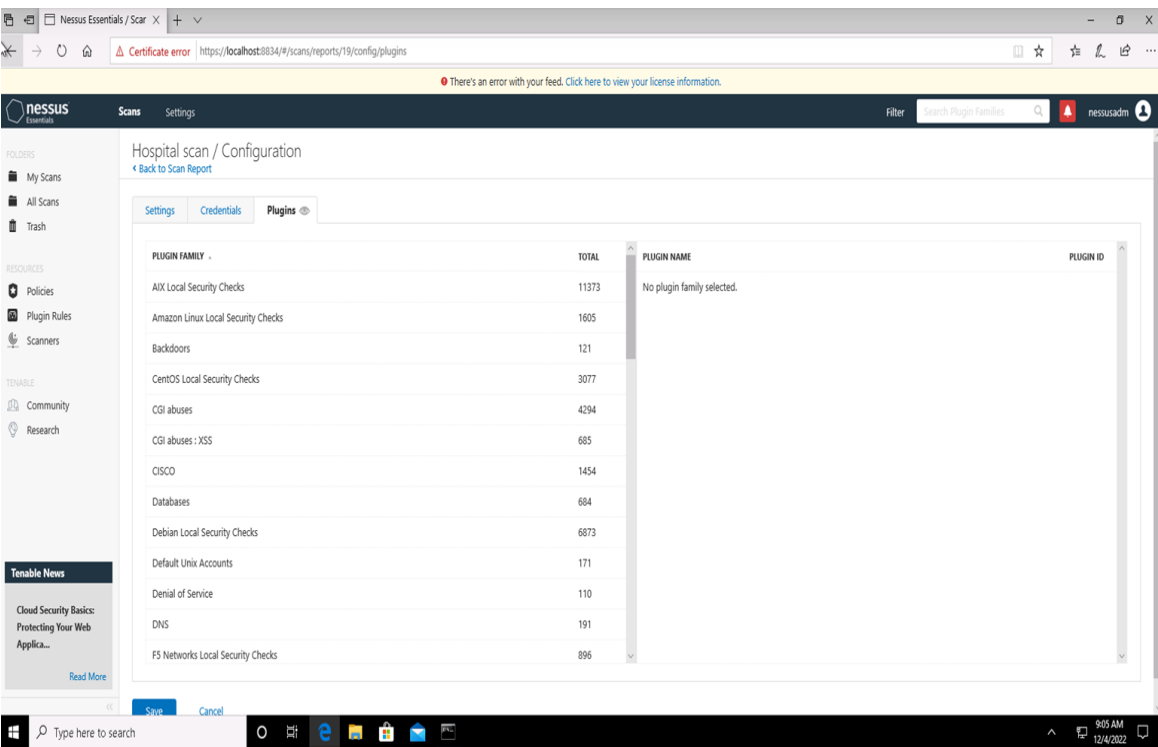 Nessus Essentials / Scar
Certificate error https://localhost:8834/#/scans/reports/19/config/plugins
There's an error with your feed. Click here to view your license information.
nessus
Essentials
Scans Settings Filter Search Plugin Families nessusadm
FOLDERS
My Scans
All Scans
Trash
RESOURCES
Policies
Plugin Rules
Scanners
TENABLE
Community
Research
Tenable News
Cloud Security Basics:
Protecting Your Web
Applica...
Read More
Hospital scan / Configuration
Back to Scan Report
Settings Credentials Plugins
PLUGIN FAMILY TOTAL
AIX Local Security Checks 11373
Amazon Linux Local Security Checks 1605
Backdoors 121
CentOS Local Security Checks 3077
CGI abuses 4294
CGI abuses : XSS 685
CISCO 1454
Databases 684
Debian Local Security Checks 6873
Default Unix Accounts 171
Denial of Service 110
DNS 191
F5 Networks Local Security Checks 896
PLUGIN NAME PLUGIN ID
No plugin family selected.
Save Cancel
Type here to search
9:05 AM
12/4/2022